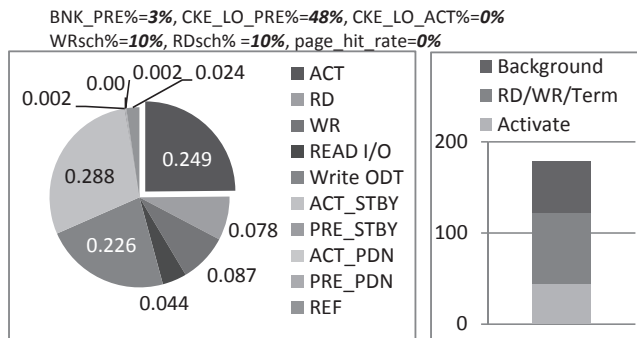 BNK_PRE%=3%, CKE_LO_PRE%=48%, CKE_LO_ACT%=0%
WRsch%=10%, RDsch% =10%, page_hit_rate=0%
0.002
0.00
0.002
0.024
0.249
0.288
0.226
0.078
0.087
0.044
ACT
RD
WR
READ I/O
Write ODT
ACT_STBY
PRE_STBY
ACT_PDN
PRE_PDN
REF
Background
RD/WR/Term
Activate
200
100
0